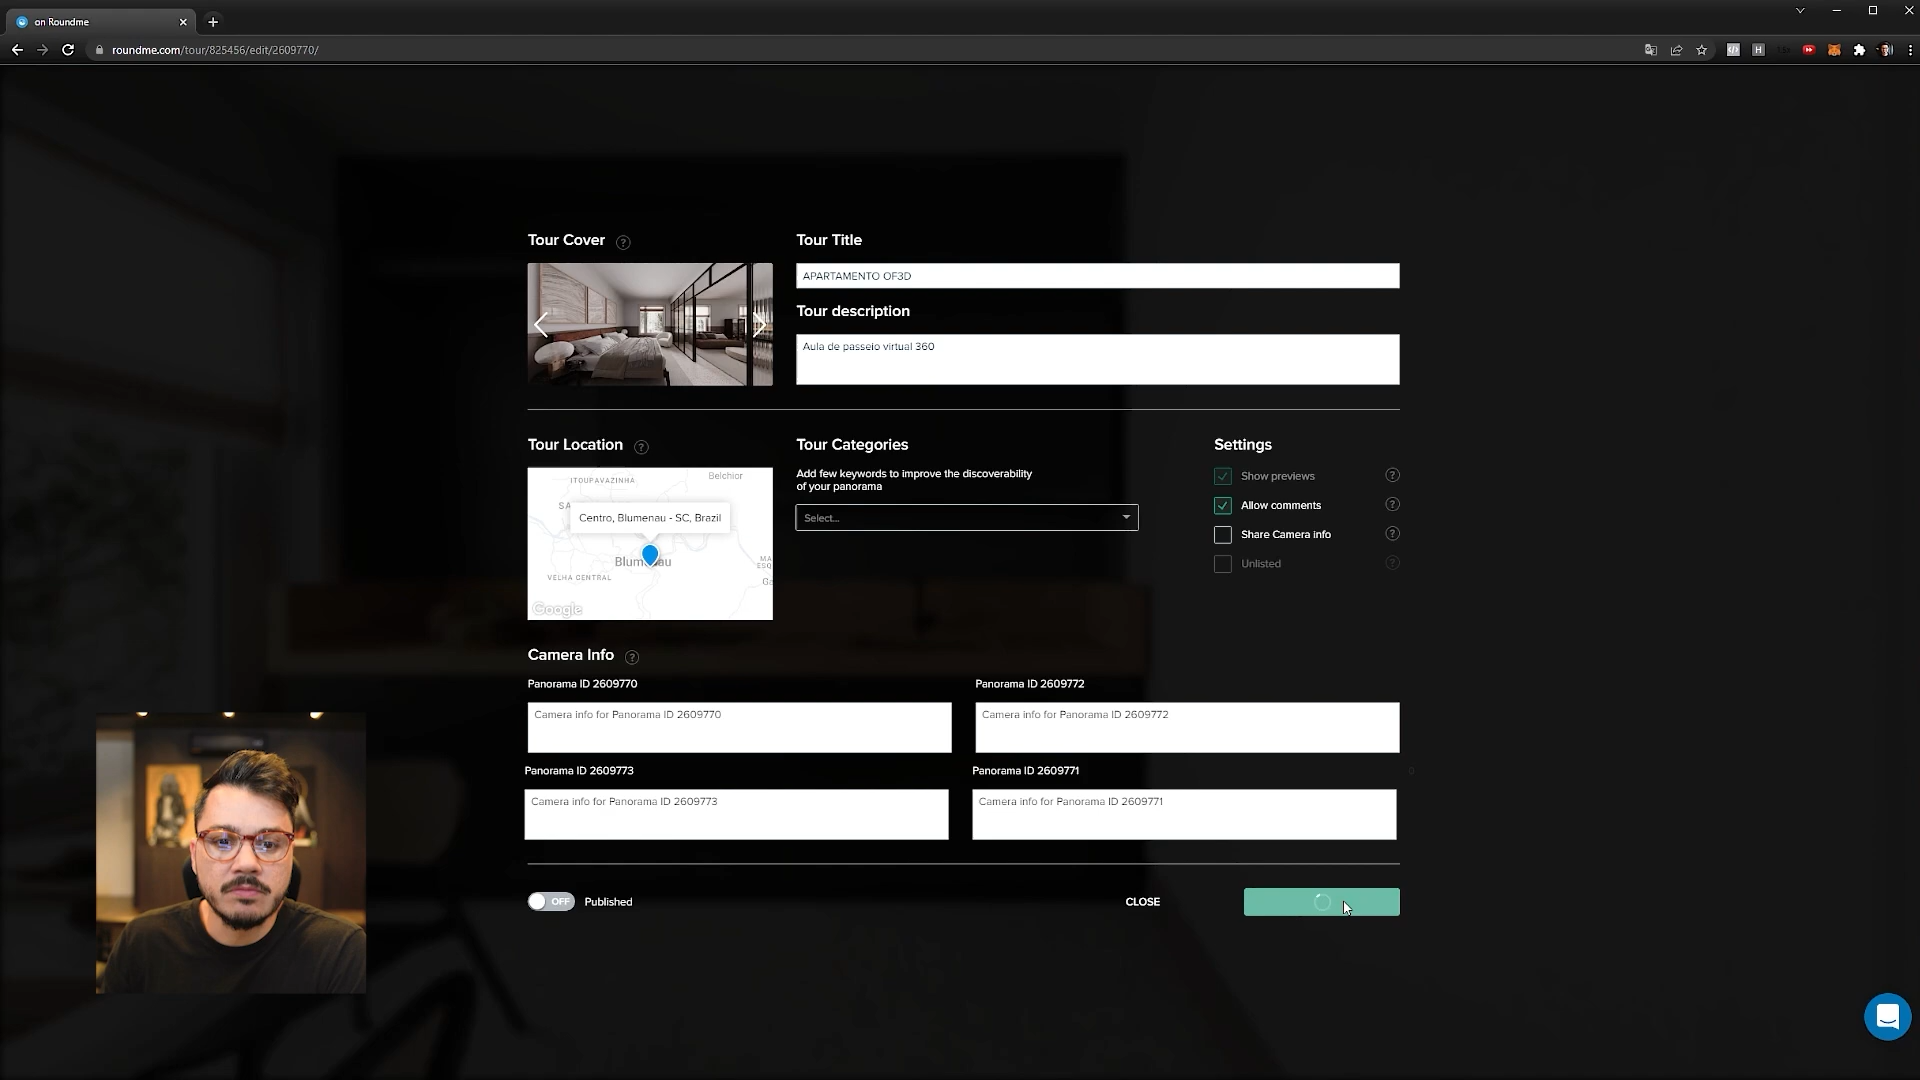 on Roundme
roundme.com/tour/825456/edit/2609770/
Tour Cover ?
Tour Title
APARTAMENTO OF3D
Tour description
Aula de passeio virtual 360
Tour Location ?
Belchior
ITOUPAVAZINHA
SA
Centro, Blumenau - SC, Brazil
Blumenau
VELHA CENTRAL
MA
ESQ
Ga
Google
Tour Categories
Add few keywords to improve the discoverability
of your panorama
Select...
Settings
Show previews ?
Allow comments ?
Share Camera info ?
Unlisted ?
Camera Info ?
Panorama ID 2609770
Camera info for Panorama ID 2609770
Panorama ID 2609772
Camera info for Panorama ID 2609772
Panorama ID 2609773
Camera info for Panorama ID 2609773
Panorama ID 2609771
Camera info for Panorama ID 2609771
OFF Published
CLOSE